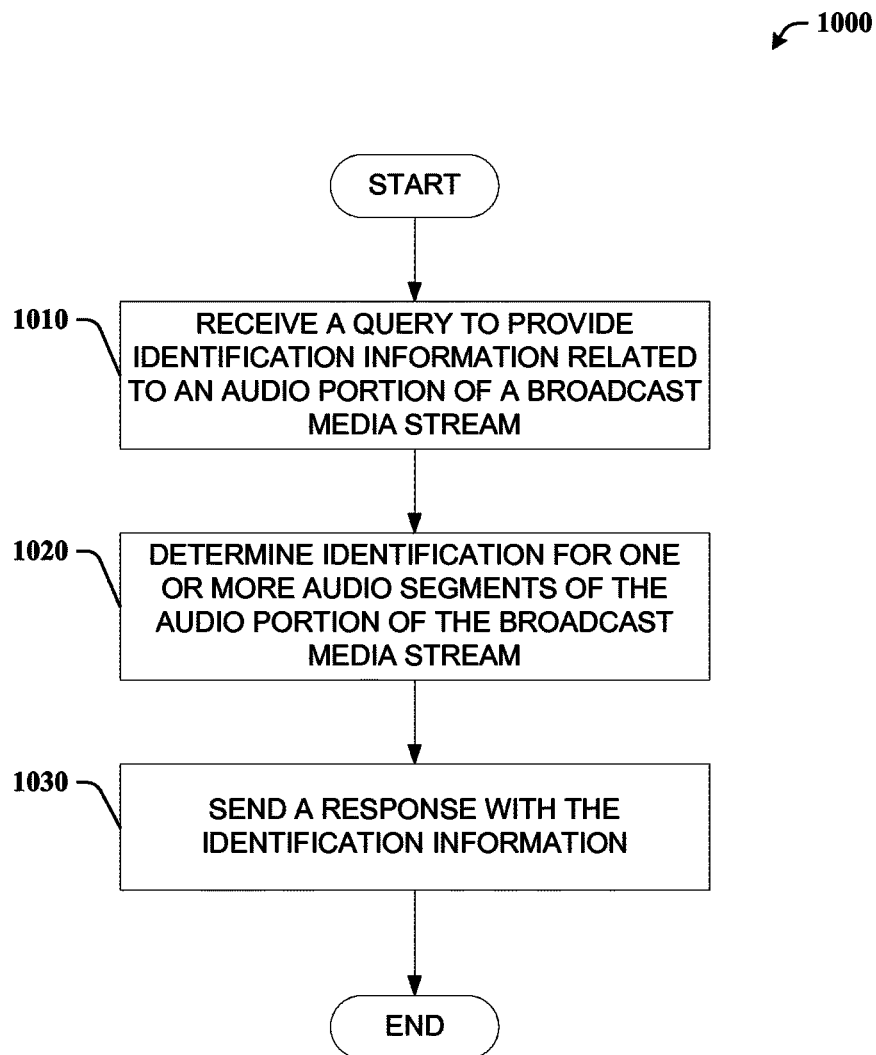 1000
START
1010
RECEIVE A QUERY TO PROVIDE
IDENTIFICATION INFORMATION RELATED
TO AN AUDIO PORTION OF A BROADCAST
MEDIA STREAM
1020
DETERMINE IDENTIFICATION FOR ONE
OR MORE AUDIO SEGMENTS OF THE
AUDIO PORTION OF THE BROADCAST
MEDIA STREAM
1030
SEND A RESPONSE WITH THE
IDENTIFICATION INFORMATION
END